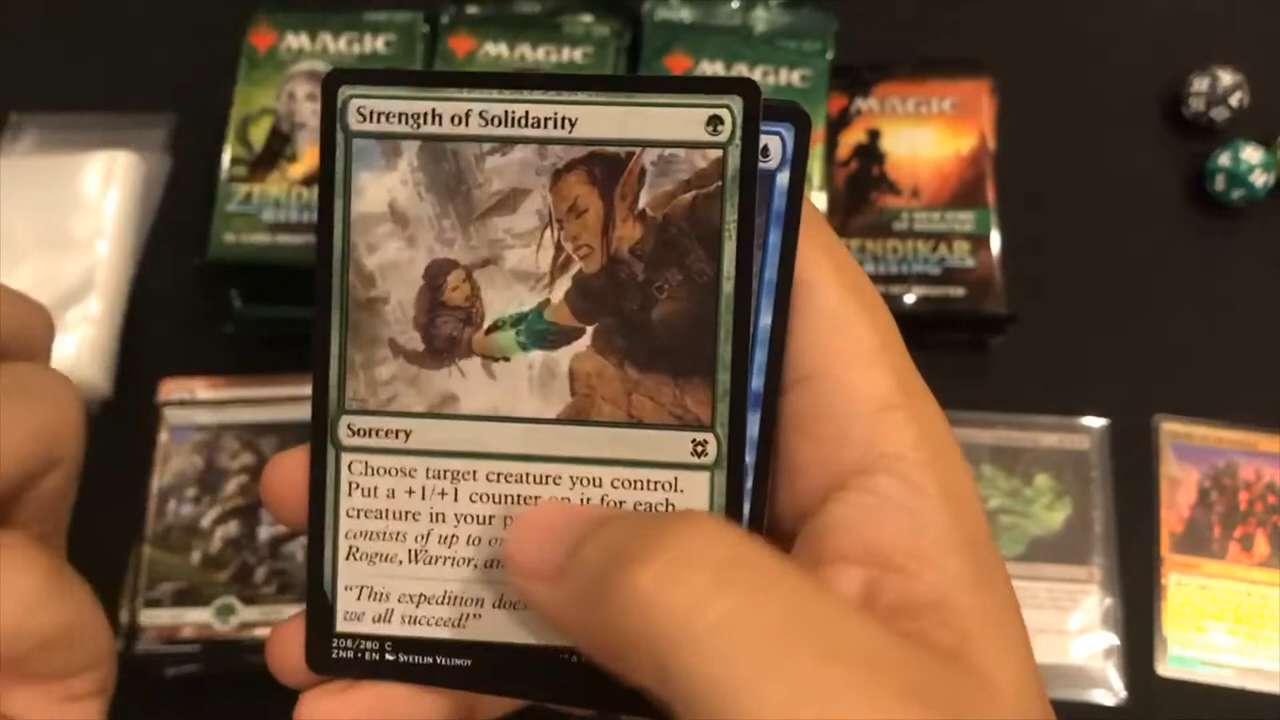 MAGIC
MAGIC
MAGIC
MAGIC
ZENDIKAR
Strength of Solidarity
Sorcery
Choose target creature you control.
Put a +1/+1 counter on it for each
creature in your
consists of up to
Rogue, Warrior,
"This expedition
we all succeed!"
206/280 C
ZNR • EN SVETLIN VELINOV